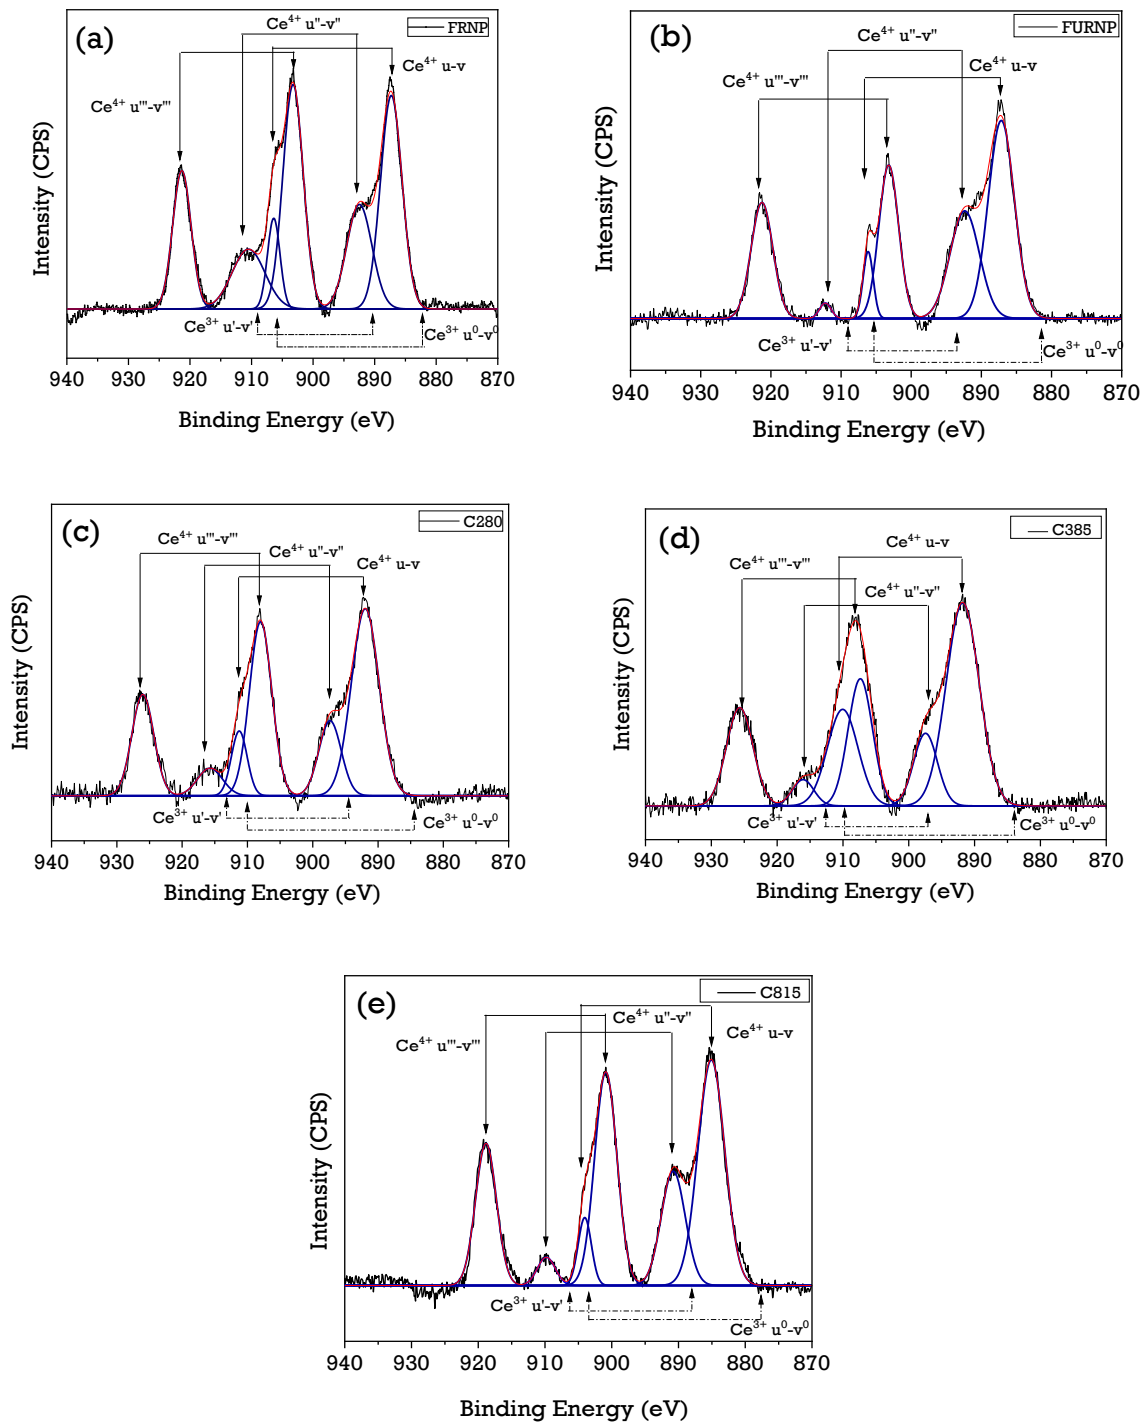 (a)
Ce⁴⁺ u''-v''
FRNP
Ce⁴⁺ u-v
Ce⁴⁺ u'''-v'''
Intensity (CPS)
Ce³⁺ u'-v'
Ce³⁺ u⁰-v⁰
940 930 920 910 900 890 880 870
Binding Energy (eV)
(b)
FURNP
Ce⁴⁺ u''-v''
Ce⁴⁺ u-v
Ce⁴⁺ u'''-v'''
Intensity (CPS)
Ce³⁺ u'-v'
Ce³⁺ u⁰-v⁰
940 930 920 910 900 890 880 870
Binding Energy (eV)
(c)
C280
Ce⁴⁺ u'''-v'''
Ce⁴⁺ u''-v''
Ce⁴⁺ u-v
Intensity (CPS)
Ce³⁺ u'-v'
Ce³⁺ u⁰-v⁰
940 930 920 910 900 890 880 870
Binding Energy (eV)
(d)
C385
Ce⁴⁺ u-v
Ce⁴⁺ u'''-v'''
Ce⁴⁺ u''-v''
Intensity (CPS)
Ce³⁺ u'-v'
Ce³⁺ u⁰-v⁰
940 930 920 910 900 890 880 870
Binding Energy (eV)
(e)
C815
Ce⁴⁺ u''-v''
Ce⁴⁺ u-v
Ce⁴⁺ u'''-v'''
Intensity (CPS)
Ce³⁺ u'-v'
Ce³⁺ u⁰-v⁰
940 930 920 910 900 890 880 870
Binding Energy (eV)